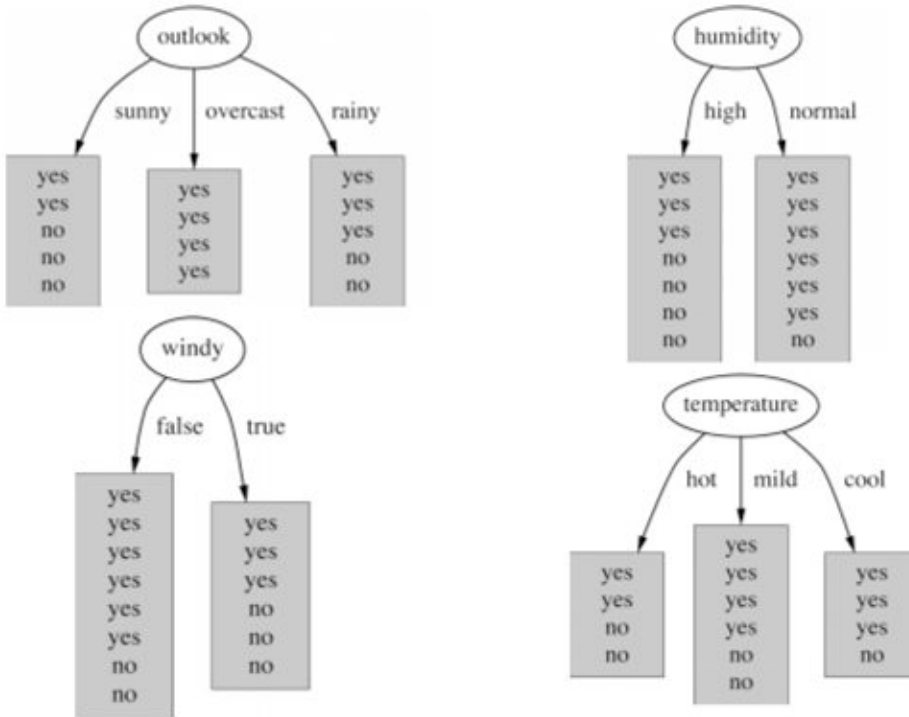 outlook
sunny overcast rainy
yes
yes
no
no
no
yes
yes
yes
yes
yes
yes
yes
no
no
humidity
high normal
yes
yes
yes
no
no
no
no
yes
yes
yes
yes
yes
yes
no
windy
false true
yes
yes
yes
yes
yes
yes
no
no
yes
yes
yes
no
no
no
temperature
hot mild cool
yes
yes
no
no
yes
yes
yes
yes
no
no
yes
yes
yes
no